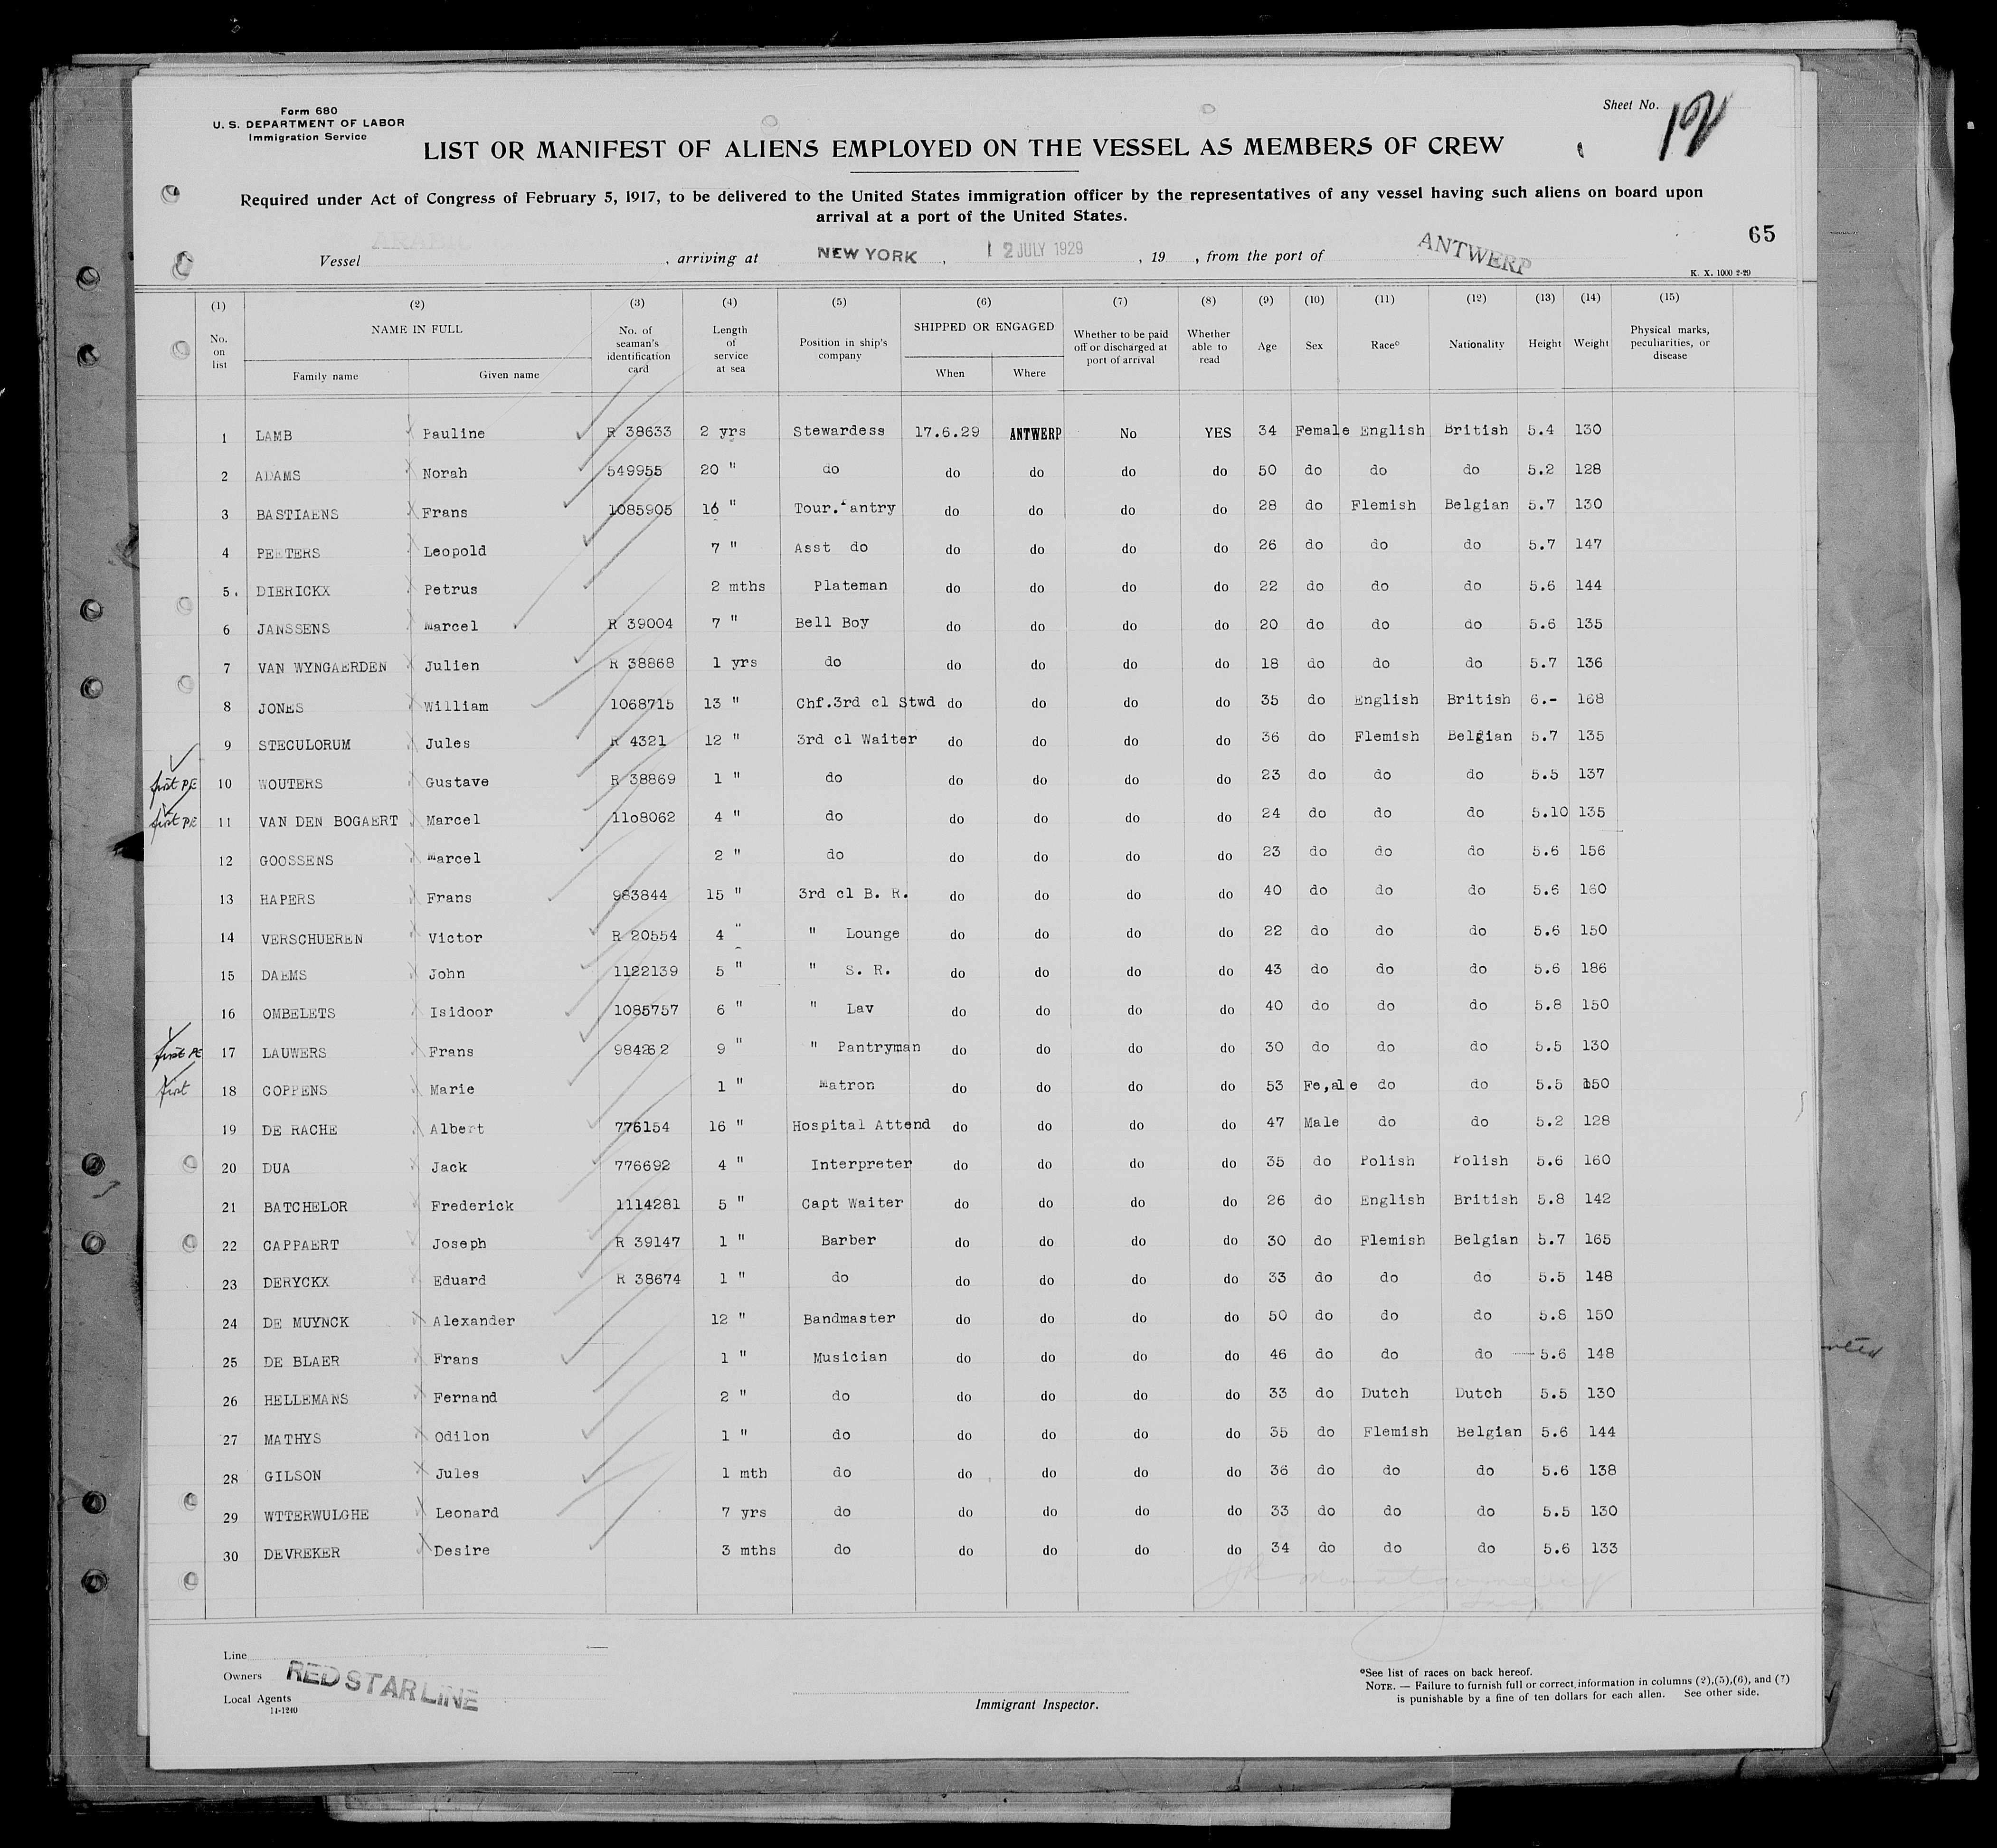 Form 680
U. S. DEPARTMENT OF LABOR
Immigration Service
Sheet No. 12
LIST OR MANIFEST OF ALIENS EMPLOYED ON THE VESSEL AS MEMBERS OF CREW
Required under Act of Congress of February 5, 1917, to be delivered to the United States immigration officer by the representatives of any vessel having such aliens on board upon
arrival at a port of the United States.
65
Vessel ARABIC, arriving at NEW YORK, 12 JULY 1929, 19 , from the port of ANTWERP
K. X. 1000 2-29
(1) (2) (3) (4) (5) (6) (7) (8) (9) (10) (11) (12) (13) (14) (15)
No. on list NAME IN FULL Family name Given name No. of seaman's identification card Length of service at sea Position in ship's company SHIPPED OR ENGAGED When Where Whether to be paid off or discharged at port of arrival Whether able to read Age Sex Race* Nationality Height Weight Physical marks, peculiarities, or disease
1 LAMB Pauline R 38633 2 yrs Stewardess 17.6.29 ANTWERP No YES 34 Female English British 5.4 130
2 ADAMS Norah 549955 20 " do do do do do 50 do do do 5.2 128
3 BASTIAENS Frans 1085905 16 " Tour. antry do do do do 28 do Flemish Belgian 5.7 130
4 PEETERS Leopold 7 " Asst do do do do do 26 do do do 5.7 147
5. DIERICKX Petrus 2 mths Plateman do do do do 22 do do do 5.6 144
6 JANSSENS Marcel R 39004 7 " Bell Boy do do do do 20 do do do 5.6 135
7 VAN WYNGAERDEN Julien R 38868 1 yrs do do do do do 18 do do do 5.7 136
8 JONES William 1068715 13 " Chf.3rd cl Stwd do do do do 35 do English British 6.- 168
9 STECULORUM Jules R 4321 12 " 3rd cl Waiter do do do do 36 do Flemish Belgian 5.7 135
first PE 10 WOUTERS Gustave R 38869 1 " do do do do do 23 do do do 5.5 137
first PE 11 VAN DEN BOGAERT Marcel 11o8062 4 " do do do do do 24 do do do 5.10 135
12 GOOSSENS Marcel 2 " do do do do do 23 do do do 5.6 156
13 HAPERS Frans 983844 15 " 3rd cl B. R. do do do do 40 do do do 5.6 160
14 VERSCHUEREN Victor R 20554 4 " " Lounge do do do do 22 do do do 5.6 150
15 DAEMS John 1122139 5 " " S. R. do do do do 43 do do do 5.6 186
16 OMBELETS Isidoor 1085757 6 " " Lav do do do do 40 do do do 5.8 150
first PE 17 LAUWERS Frans 984262 9 " " Pantryman do do do do 30 do do do 5.5 130
first 18 COPPENS Marie 1 " Matron do do do do 53 Fe,ale do do 5.5 150
19 DE RACHE Albert 776154 16 " Hospital Attend do do do do 47 Male do do 5.2 128
20 DUA Jack 776692 4 " Interpreter do do do do 35 do Polish Polish 5.6 160
21 BATCHELOR Frederick 1114281 5 " Capt Waiter do do do do 26 do English British 5.8 142
22 CAPPAERT Joseph R 39147 1 " Barber do do do do 30 do Flemish Belgian 5.7 165
23 DERYCKX Eduard R 38674 1 " do do do do do 33 do do do 5.5 148
24 DE MUYNCK Alexander 12 " Bandmaster do do do do 50 do do do 5.8 150
25 DE BLAER Frans 1 " Musician do do do do 46 do do do 5.6 148
26 HELLEMANS Fernand 2 " do do do do do 33 do Dutch Dutch 5.5 130
27 MATHYS Odilon 1 " do do do do do 35 do Flemish Belgian 5.6 144
28 GILSON Jules 1 mth do do do do do 36 do do do 5.6 138
29 WTTERWULGHE Leonard 7 yrs do do do do do 33 do do do 5.5 130
30 DEVREKER Desire 3 mths do do do do do 34 do do do 5.6 133
Line
Owners RED STAR LINE
Local Agents
14-1240
Immigrant Inspector.
*See list of races on back hereof.
NOTE. — Failure to furnish full or correct information in columns (2),(5),(6), and (7)
is punishable by a fine of ten dollars for each alien. See other side.